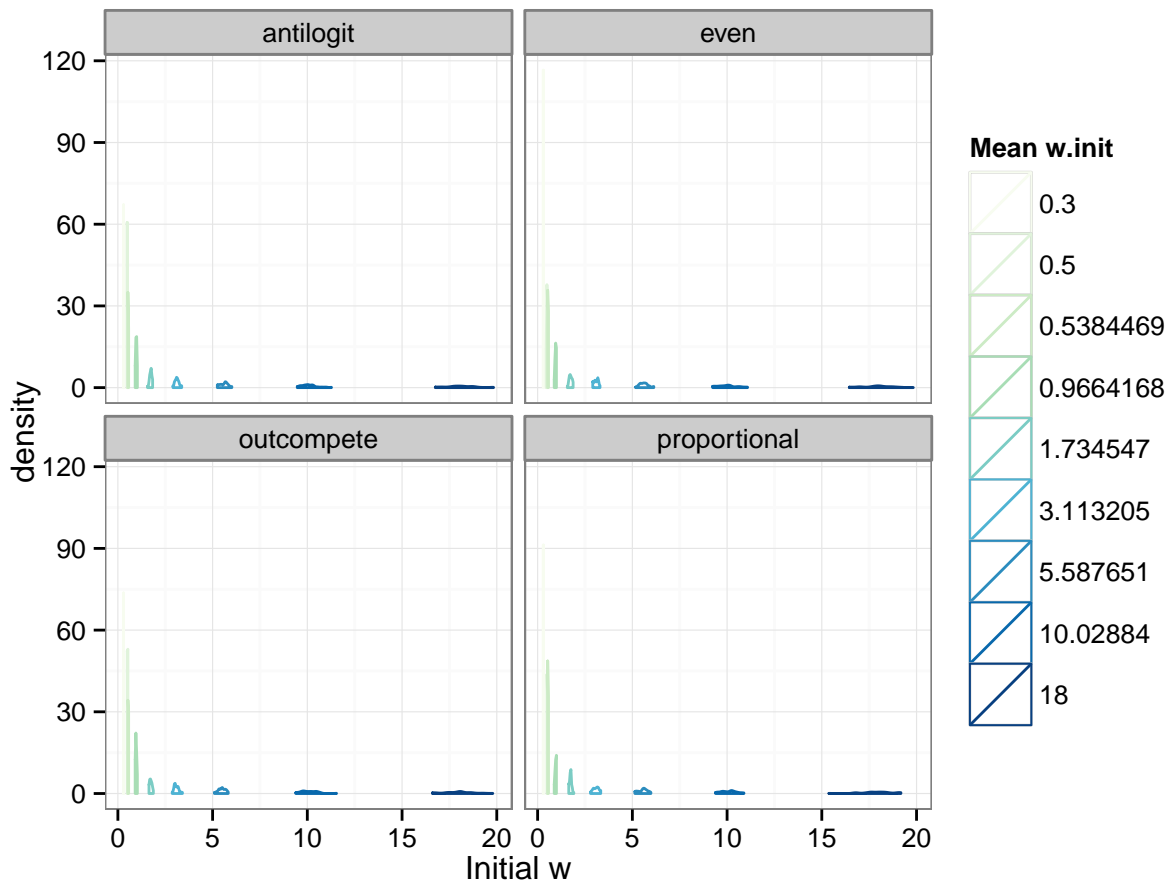 antilogit
even
120
90
60
30
0
outcompete
proportional
120
90
60
30
0
0 5 10 15 20
0 5 10 15 20
Initial w
density
Mean w.init
0.3
0.5
0.5384469
0.9664168
1.734547
3.113205
5.587651
10.02884
18